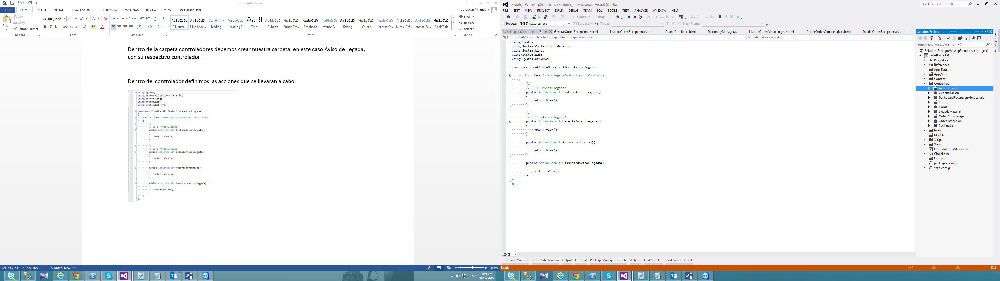 Document2 - Word
FILE HOME INSERT DESIGN PAGE LAYOUT REFERENCES MAILINGS REVIEW VIEW Foxit Reader PDF
Jonathan Miranda
Paste
Cut
Copy
Format Painter
Calibri (Body) 11
AaBbCcDc AaBbCcDc AaBbCc AaBbCcD AaBl AaBbCcD AaBbCcDc AaBbCcDc AaBbCcDc AaBbCcDc AaBbCcDc AaBbCcDc AaBbCcDc AaBbCcDc AaBbCcDc
¶ Normal ¶ No Spac... Heading 1 Heading 2 Title Subtitle Subtle Em... Emphasis Intense E... Strong Quote Intense Q... Subtle Ref... Intense Re... Book Title
Find
Replace
Select
Clipboard Font Paragraph Styles Editing
Dentro de la carpeta controladores debemos crear nuestra carpeta, en este caso Aviso de llegada,
con su respectivo controlador.
Dentro del controlador definimos las acciones que se llevaran a cabo.
using System;
using System.Collections.Generic;
using System.Linq;
using System.Web;
using System.Web.Mvc;
namespace FrontEndSAM.Controllers.AvisoLlegada
{
public class AvisoLlegadaController : Controller
{
//
// GET: /AvisoLlegada/
public ActionResult ListadoAvisoLlegada()
{
return View();
}
//
// GET: /AvisoLlegada/
public ActionResult DetalleAvisoLlegada()
{
return View();
}
public ActionResult AutorizarPermiso()
{
return View();
}
public ActionResult DashboardAvisoLlegada()
{
return View();
}
}
}
PAGE 1 OF 1 40 WORDS SPANISH (MEXICO) 156%
ESP
4:56 PM
9/13/2015
SteelgoWebAppSolutions (Running) - Microsoft Visual Studio
Quick Launch (Ctrl+Q)
FILE EDIT VIEW PROJECT BUILD DEBUG TEAM SQL TOOLS TEST ANALYZE WINDOW HELP
Continue Debug
Process: [3032] iisexpress.exe Suspend Thread: Stack Frame:
AvisoLlegadaController.cs GenerarOrdenRecepcion.cshtml ListadoOrdenRecepcion.cshtml Cuantificacion.cshtml DictionaryManager.js ListadoOrdenAlmacenaje.cshtml DetalleOrdenAlmacenaje.cshtml DetalleOrdenRecepcion.cshtml
FrontEndSAM.Controllers.AvisoLlegada.AvisoLlegadaController ListadoAvisoLlegada()
using System;
using System.Collections.Generic;
using System.Linq;
using System.Web;
using System.Web.Mvc;
namespace FrontEndSAM.Controllers.AvisoLlegada
{
public class AvisoLlegadaController : Controller
{
//
// GET: /AvisoLlegada/
public ActionResult ListadoAvisoLlegada()
{
return View();
}
//
// GET: /AvisoLlegada/
public ActionResult DetalleAvisoLlegada()
{
return View();
}
public ActionResult AutorizarPermiso()
{
return View();
}
public ActionResult DashboardAvisoLlegada()
{
return View();
}
}
}
100 %
Command Window Immediate Window Output Error List Package Manager Console Watch 1 Find Results 1 Find Symbol Results
Ready Ln 1 Col 1 Ch 1 INS
Solution Explorer
Search Solution Explorer (Ctrl+')
Solution 'SteelgoWebAppSolutions' (1 project)
FrontEndSAM
Properties
References
App_Data
App_Start
Content
Controllers
AvisoLlegada
Cuantificacion
DashboardRecepcionAlmacenaje
Errors
Home
LlegadaMaterial
OrdenAlmacenaje
OrdenRecepcion
PackingList
fonts
Models
Scripts
Views
FormatoCargaMasiva.csv
Global.asax
Icon.png
packages.config
Web.config
Solution Explorer